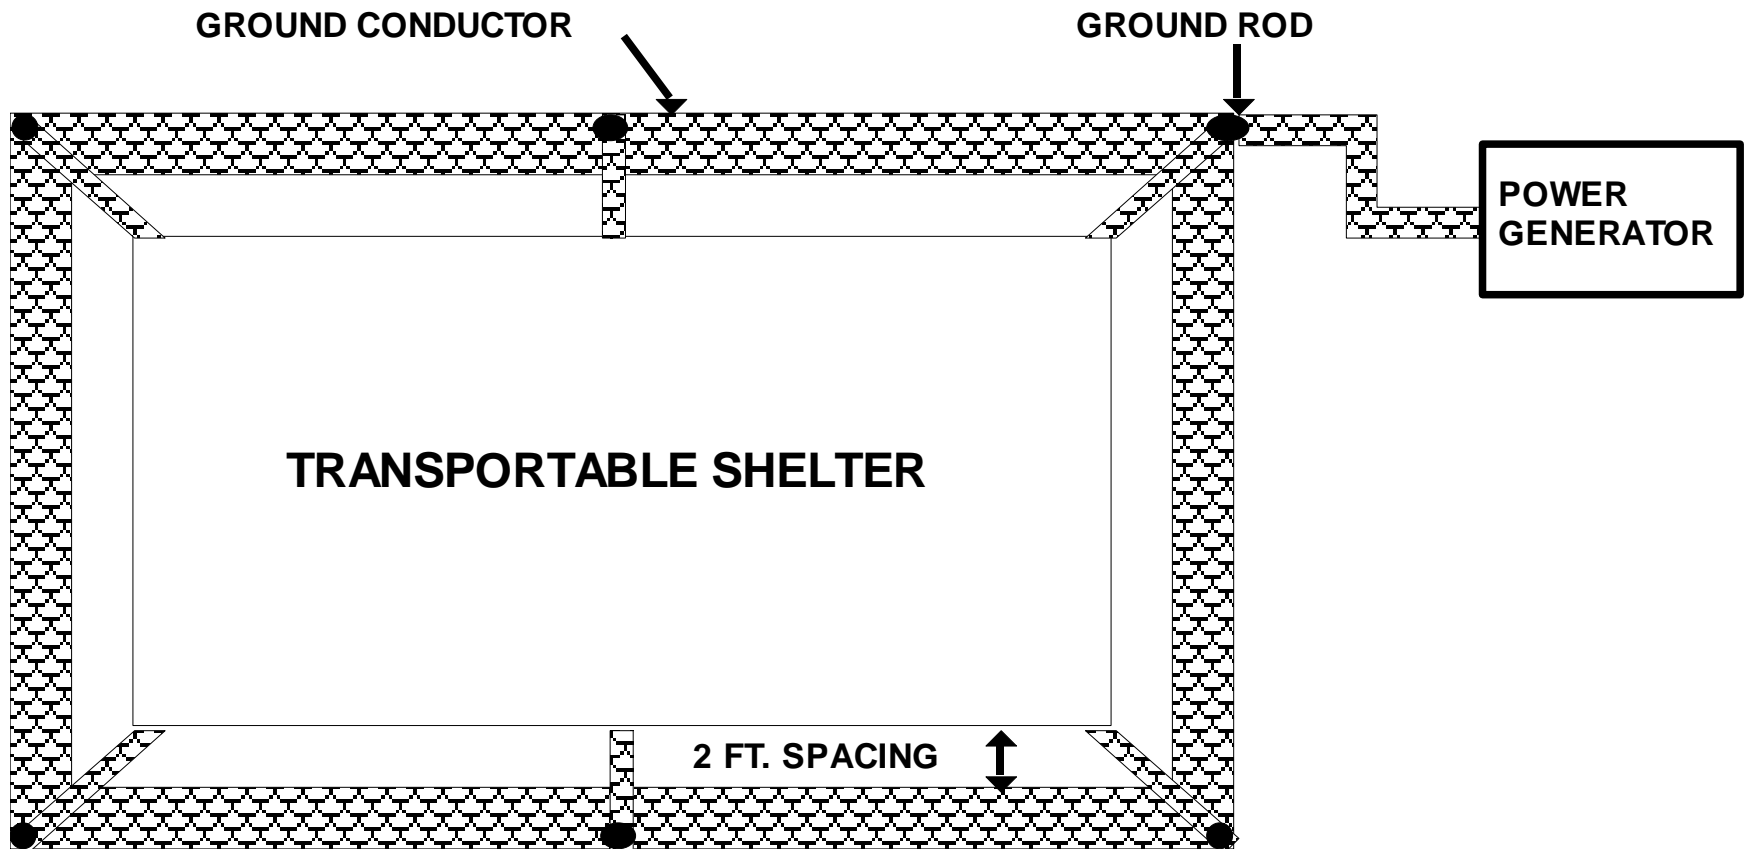 GROUND CONDUCTOR
GROUND ROD
POWER
GENERATOR
TRANSPORTABLE SHELTER
2 FT. SPACING